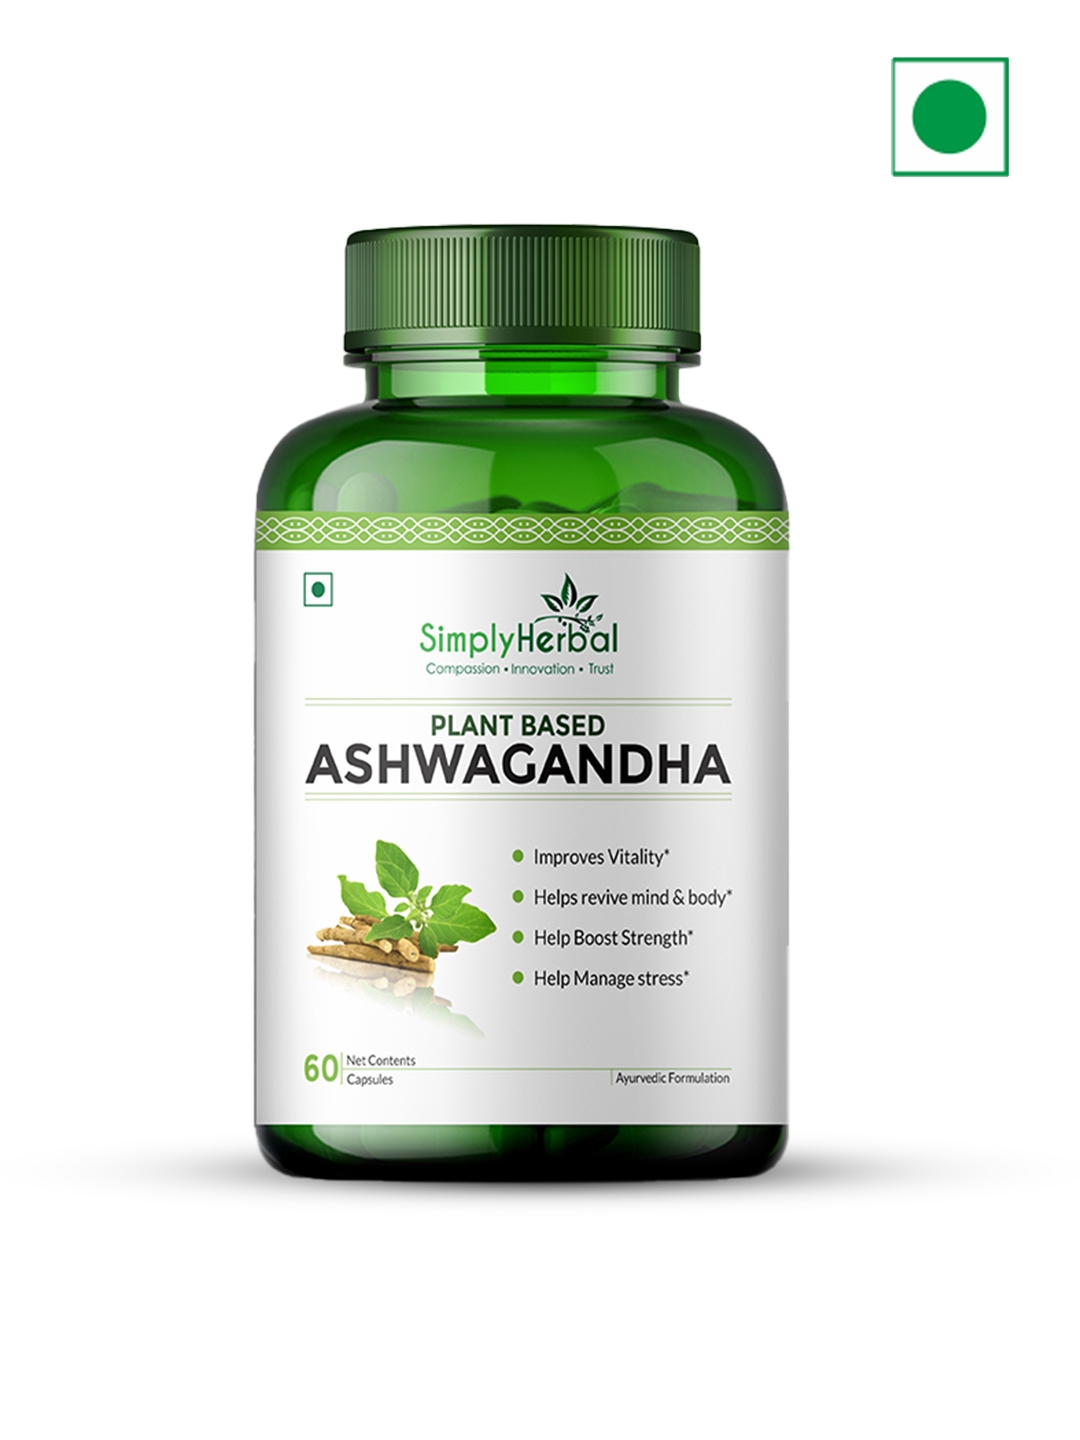 SimplyHerbal
Compassion • Innovation • Trust
PLANT BASED
ASHWAGANDHA
Improves Vitality*
Helps revive mind & body*
Help Boost Strength*
Help Manage stress*
60 Net Contents
Capsules
Ayurvedic Formulation